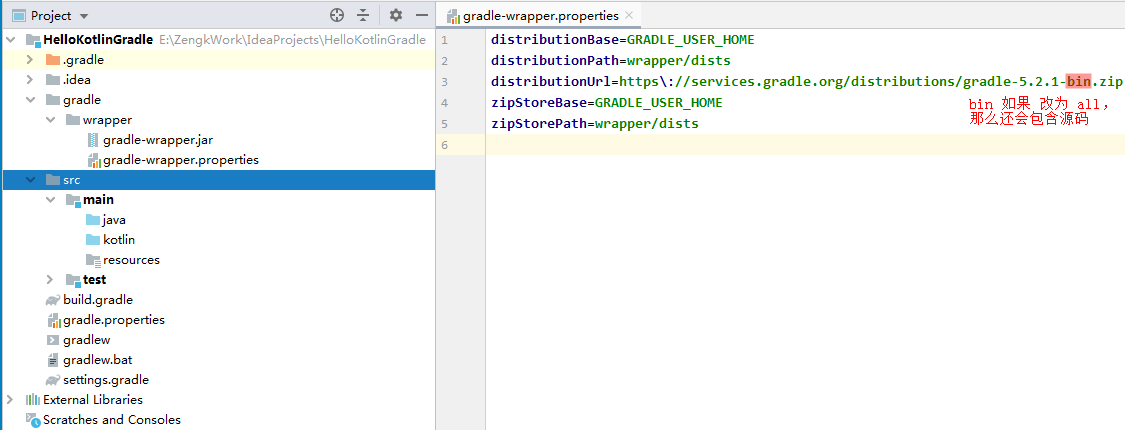 Project
HelloKotlinGradle E:\ZengkWork\IdeaProjects\HelloKotlinGradle
.gradle
.idea
gradle
wrapper
gradle-wrapper.jar
gradle-wrapper.properties
src
main
java
kotlin
resources
test
build.gradle
gradle.properties
gradlew
gradlew.bat
settings.gradle
External Libraries
Scratches and Consoles
gradle-wrapper.properties
1 distributionBase=GRADLE_USER_HOME
2 distributionPath=wrapper/dists
3 distributionUrl=https\://services.gradle.org/distributions/gradle-5.2.1-bin.zip
4 zipStoreBase=GRADLE_USER_HOME
5 zipStorePath=wrapper/dists
6
bin 如果 改为 all，
那么还会包含源码